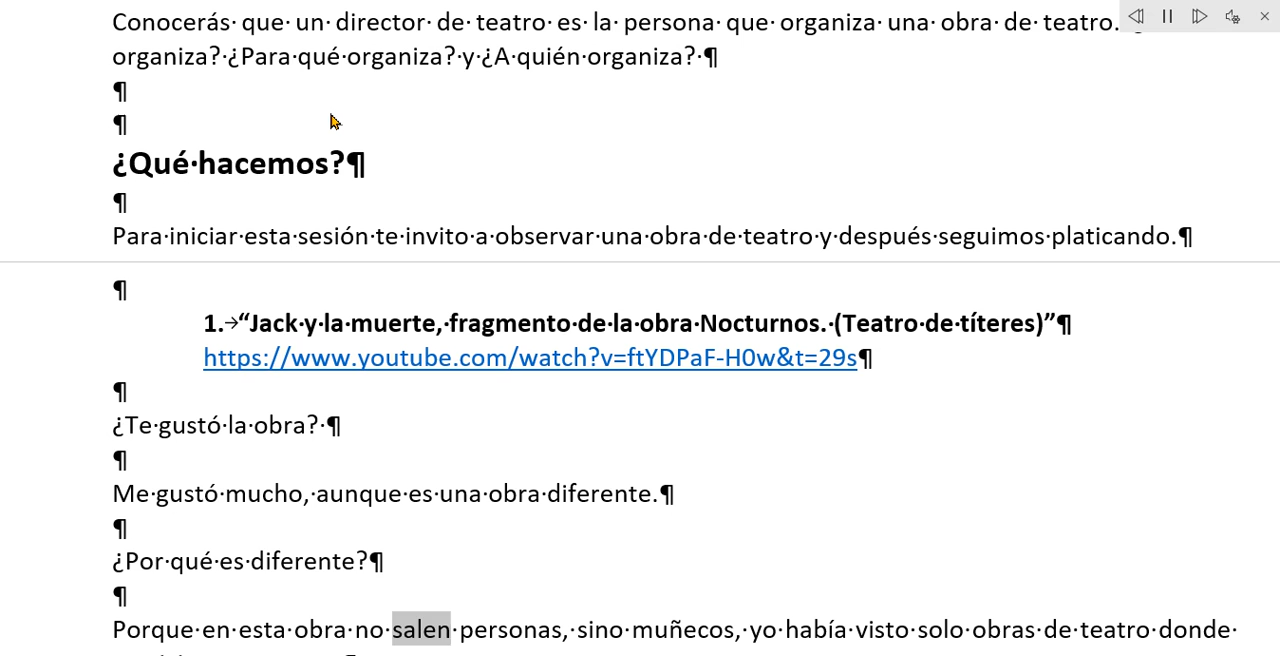 Conocerás que un director de teatro es la persona que organiza una obra de teatro.
organiza? ¿Para qué organiza? y ¿A quién organiza? ¶
¶
¶
¿Qué hacemos?¶
¶
Para iniciar esta sesión te invito a observar una obra de teatro y después seguimos platicando.¶
¶
1.→“Jack y la muerte, fragmento de la obra Nocturnos. (Teatro de títeres)”¶
https://www.youtube.com/watch?v=ftYDPaF-H0w&t=29s¶
¶
¿Te gustó la obra? ¶
¶
Me gustó mucho, aunque es una obra diferente.¶
¶
¿Por qué es diferente?¶
¶
Porque en esta obra no salen personas, sino muñecos, yo había visto solo obras de teatro donde